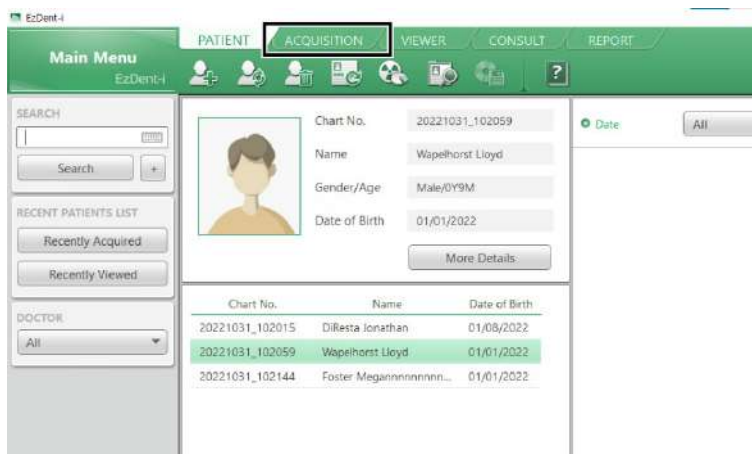 EzDent-i
Main Menu
EzDent-i
PATIENT
ACQUISITION
VIEWER
CONSULT
REPORT
?
SEARCH
Search
+
RECENT PATIENTS LIST
Recently Acquired
Recently Viewed
DOCTOR
All
Chart No. 20221031_102059
Name Wapelhorst Lloyd
Gender/Age Male/0Y9M
Date of Birth 01/01/2022
More Details
Date All
Chart No. Name Date of Birth
20221031_102015 DiResta Jonathan 01/08/2022
20221031_102059 Wapelhorst Lloyd 01/01/2022
20221031_102144 Foster Megannnnnnnnn... 01/01/2022